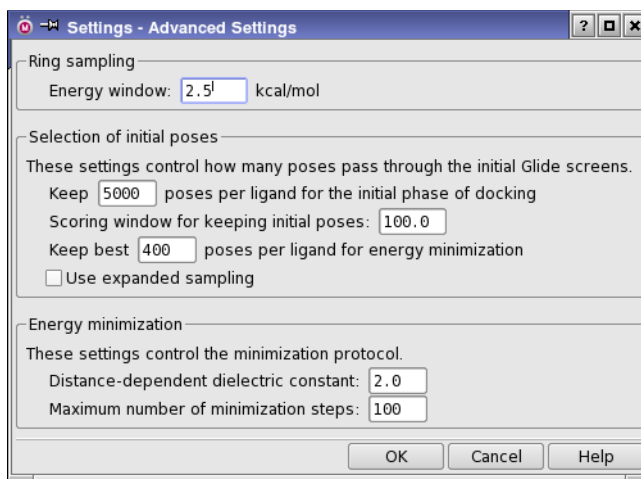 Settings - Advanced Settings
Ring sampling
Energy window: 2.5 kcal/mol
Selection of initial poses
These settings control how many poses pass through the initial Glide screens.
Keep 5000 poses per ligand for the initial phase of docking
Scoring window for keeping initial poses: 100.0
Keep best 400 poses per ligand for energy minimization
Use expanded sampling
Energy minimization
These settings control the minimization protocol.
Distance-dependent dielectric constant: 2.0
Maximum number of minimization steps: 100
OK Cancel Help